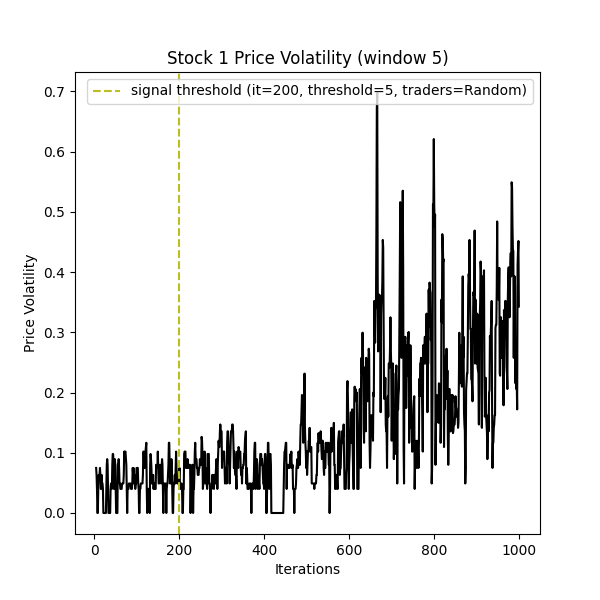 Stock 1 Price Volatility (window 5)
signal threshold (it=200, threshold=5, traders=Random)
0.7
0.6
0.5
0.4
0.3
0.2
0.1
0.0
Price Volatility
0 200 400 600 800 1000
Iterations